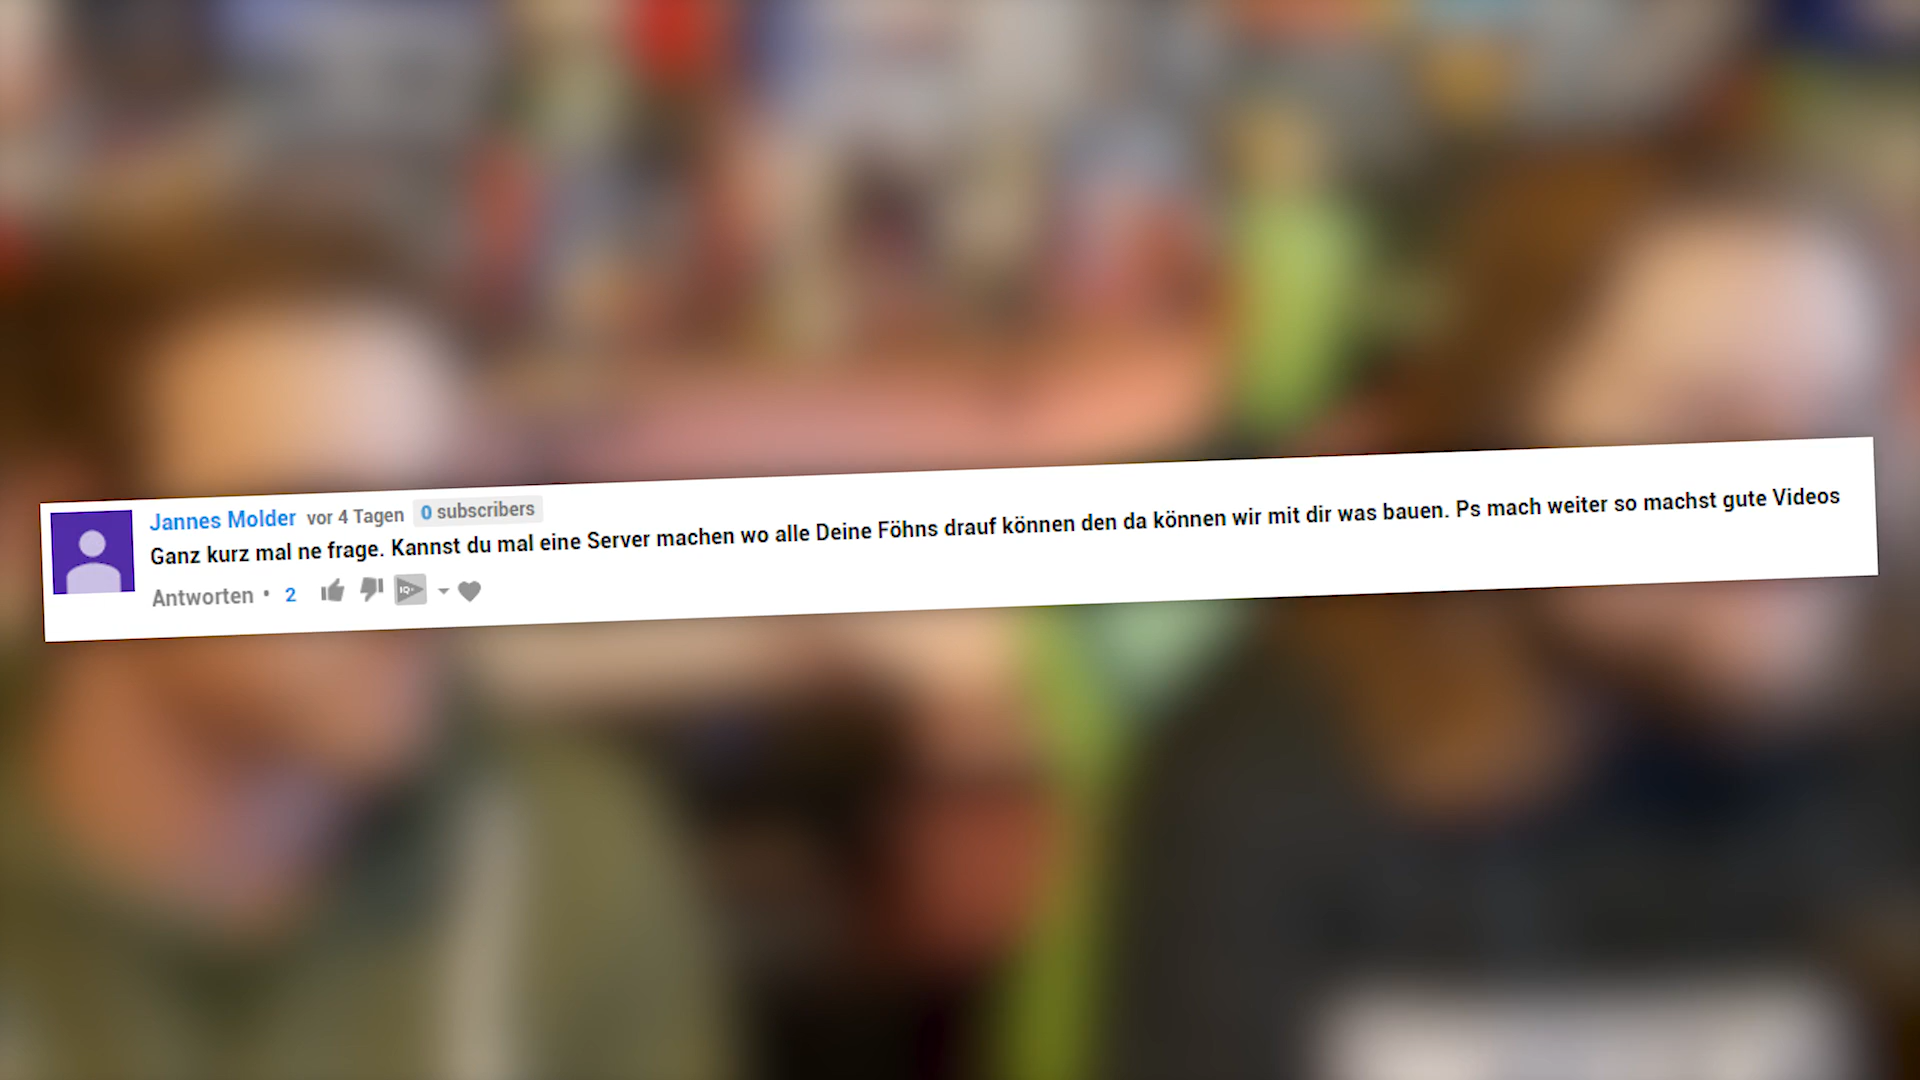 Jannes Molder vor 4 Tagen 0 subscribers
Ganz kurz mal ne frage. Kannst du mal eine Server machen wo alle Deine Föhns drauf können den da können wir mit dir was bauen. Ps mach weiter so machst gute Videos
Antworten • 2 IQ